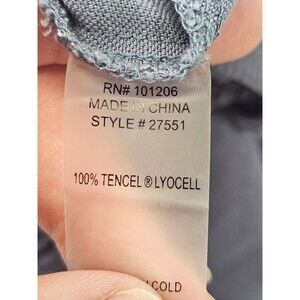 RN# 101206
MADE IN CHINA
STYLE # 27551
100% TENCEL® LYOCELL
COLD